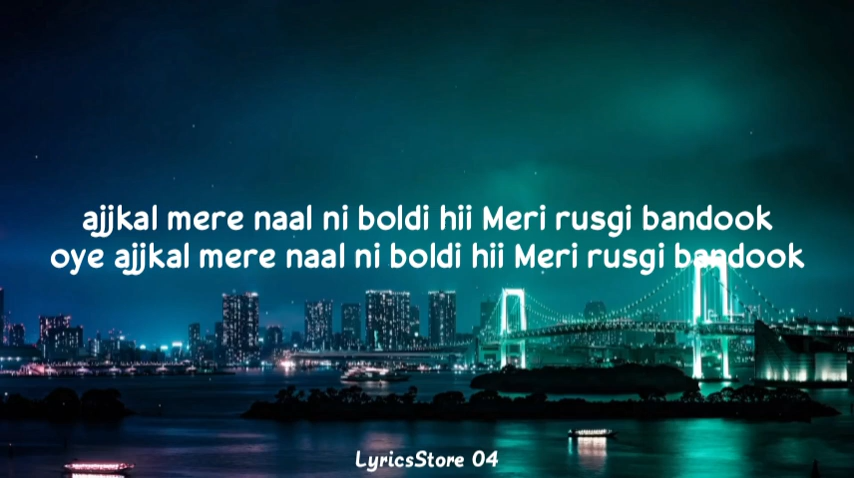 ajjkal mere naal ni boldi hii Meri rusgi bandook
oye ajjkal mere naal ni boldi hii Meri rusgi bandook
LyricsStore 04